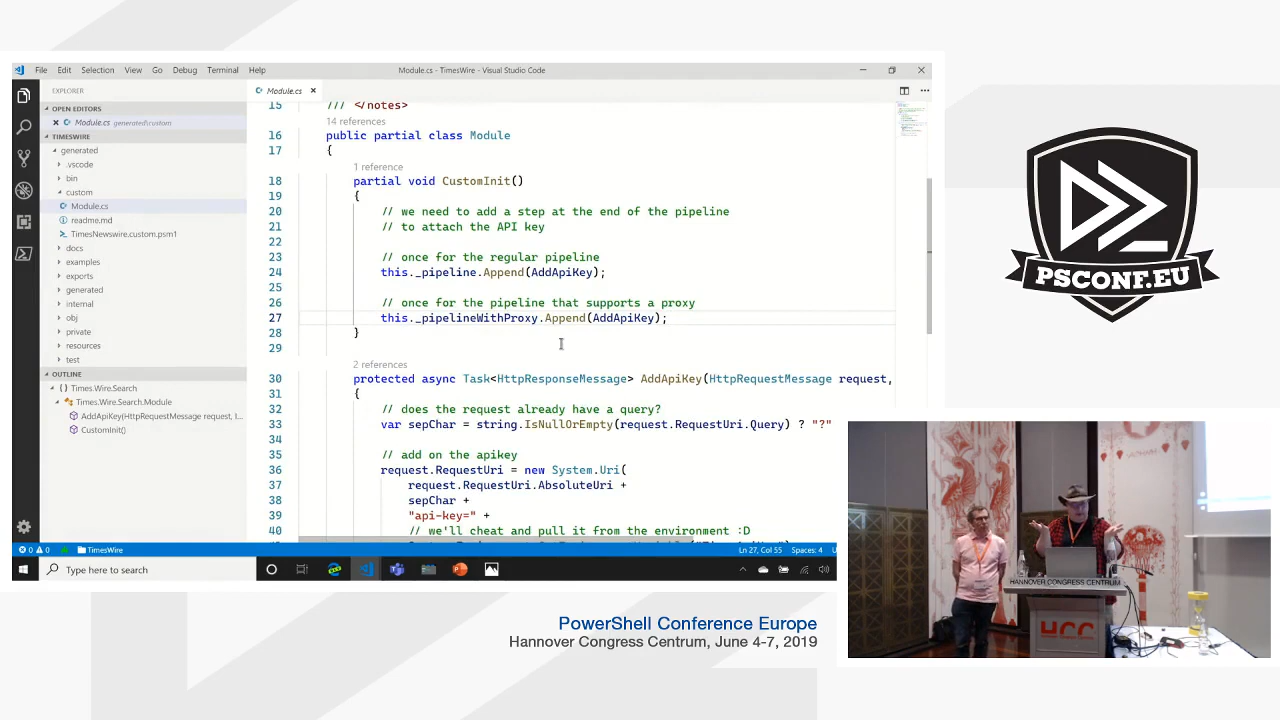 File Edit Selection View Go Debug Terminal Help
Module.cs - TimesWire - Visual Studio Code
EXPLORER
OPEN EDITORS
Module.cs generated\custom
TIMESWIRE
generated
.vscode
bin
custom
Module.cs
readme.md
TimesNewswire.custom.psm1
docs
examples
exports
generated
internal
obj
private
resources
test
OUTLINE
Times.Wire.Search
Times.Wire.Search.Module
AddApiKey(HttpRequestMessage request, I...
CustomInit()
Module.cs
15 /// </notes>
14 references
16 public partial class Module
17 {
1 reference
18 partial void CustomInit()
19 {
20 // we need to add a step at the end of the pipeline
21 // to attach the API key
22
23 // once for the regular pipeline
24 this._pipeline.Append(AddApiKey);
25
26 // once for the pipeline that supports a proxy
27 this._pipelineWithProxy.Append(AddApiKey);
28 }
29
2 references
30 protected async Task<HttpResponseMessage> AddApiKey(HttpRequestMessage request,
31 {
32 // does the request already have a query?
33 var sepChar = string.IsNullOrEmpty(request.RequestUri.Query) ? "?"
34
35 // add on the apikey
36 request.RequestUri = new System.Uri(
37 request.RequestUri.AbsoluteUri +
38 sepChar +
39 "api-key=" +
40 // we'll cheat and pull it from the environment :D
0 0 TimesWire
Ln 27, Col 55 Spaces: 4
Type here to search
PSCONF.EU
HANNOVER CONGRESS CENTRUM
HCC
PowerShell Conference Europe
Hannover Congress Centrum, June 4-7, 2019